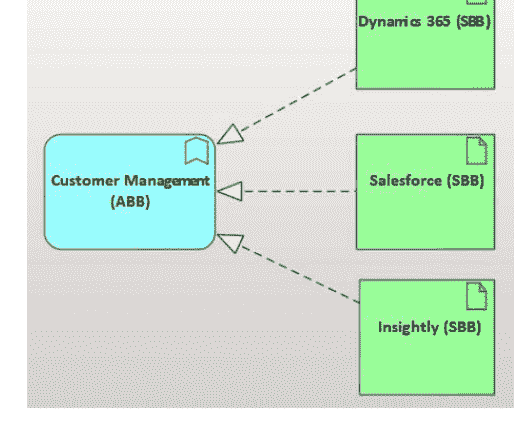 Dynamics 365 (SBB)
Customer Management
(ABB)
Salesforce (SBB)
Insightly (SBB)